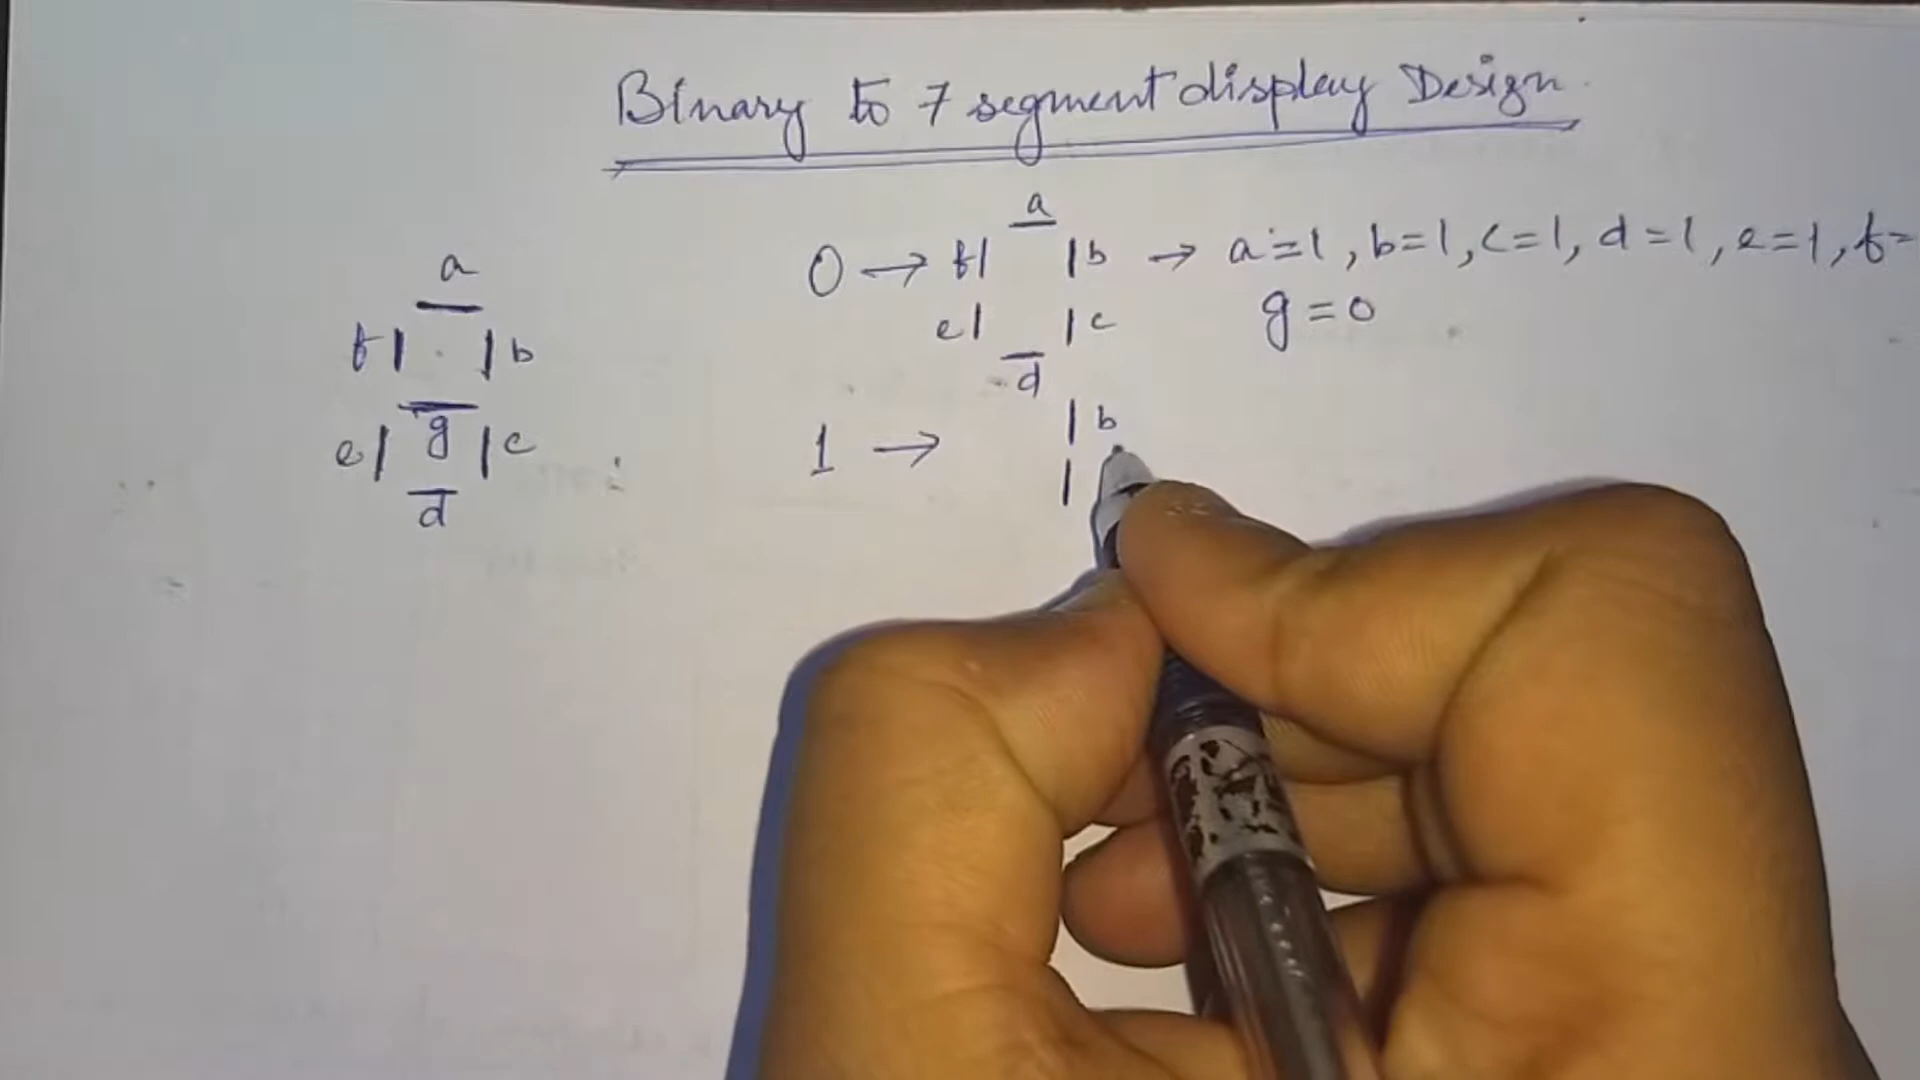 Binary to 7 segment display Design
a
f| |b
g
e| |c
d
a
0 → f| |b → a=1, b=1, c=1, d=1, e=1, f=
e| |c g=0
d
1 → | b
|